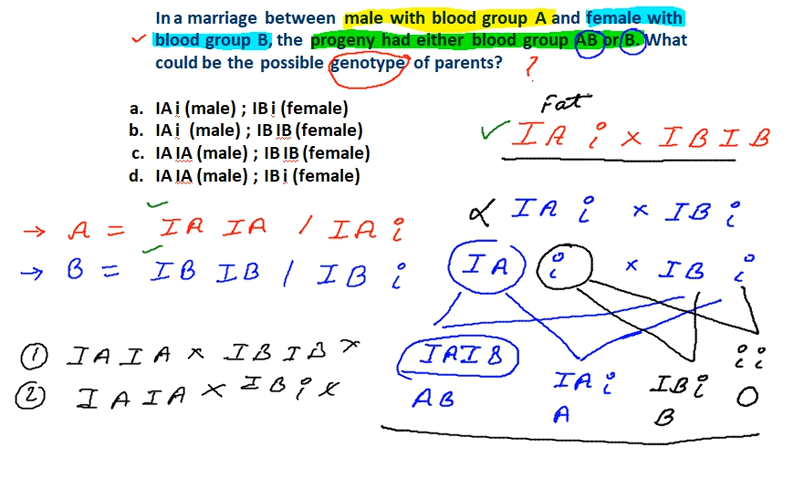 In a marriage between male with blood group A and female with
blood group B, the progeny had either blood group AB or B. What
could be the possible genotype of parents? ?
a. IA i (male) ; IB i (female)
b. IA i (male) ; IB IB (female)
c. IA IA (male) ; IB IB (female)
d. IA IA (male) ; IB i (female)
Fat
IA i x IB IB
→ A = IA IA / IA i
→ B = IB IB / IB i
① IA IA x IB IB x
② IA IA x IB i x
IA i x IB i
IA i x IB i
IAIB IA i IB i i i
AB A B O